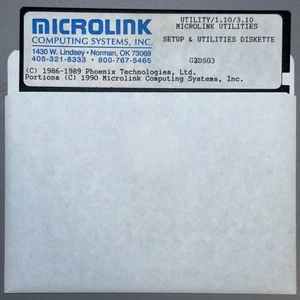 MICROLINK
COMPUTING SYSTEMS, INC.
1430 W. Lindsey • Norman, OK 73069
405-321-8333 • 800-767-5465
UTILITY/1.10/3.10
MICROLINK UTILITIES
SETUP & UTILITIES DISKETTE
G2DS03
(C) 1986-1989 Phoenix Technologies, Ltd.
Portions (C) 1990 MicroLink Computing Systems, Inc.